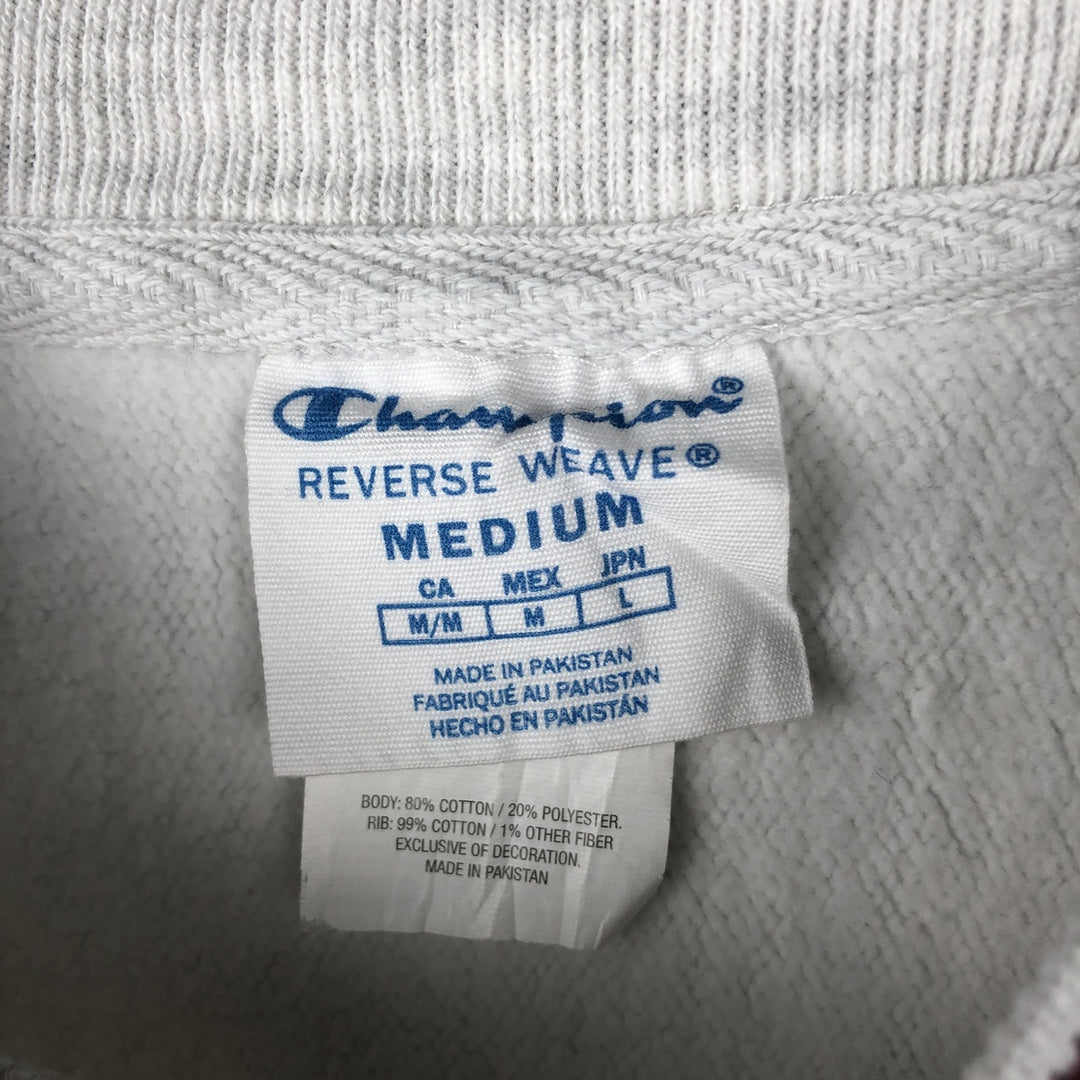 Champion®
REVERSE WEAVE®
MEDIUM
CA MEX JPN
M/M M L
MADE IN PAKISTAN
FABRIQUÉ AU PAKISTAN
HECHO EN PAKISTÁN
BODY: 80% COTTON / 20% POLYESTER.
RIB: 99% COTTON / 1% OTHER FIBER
EXCLUSIVE OF DECORATION.
MADE IN PAKISTAN